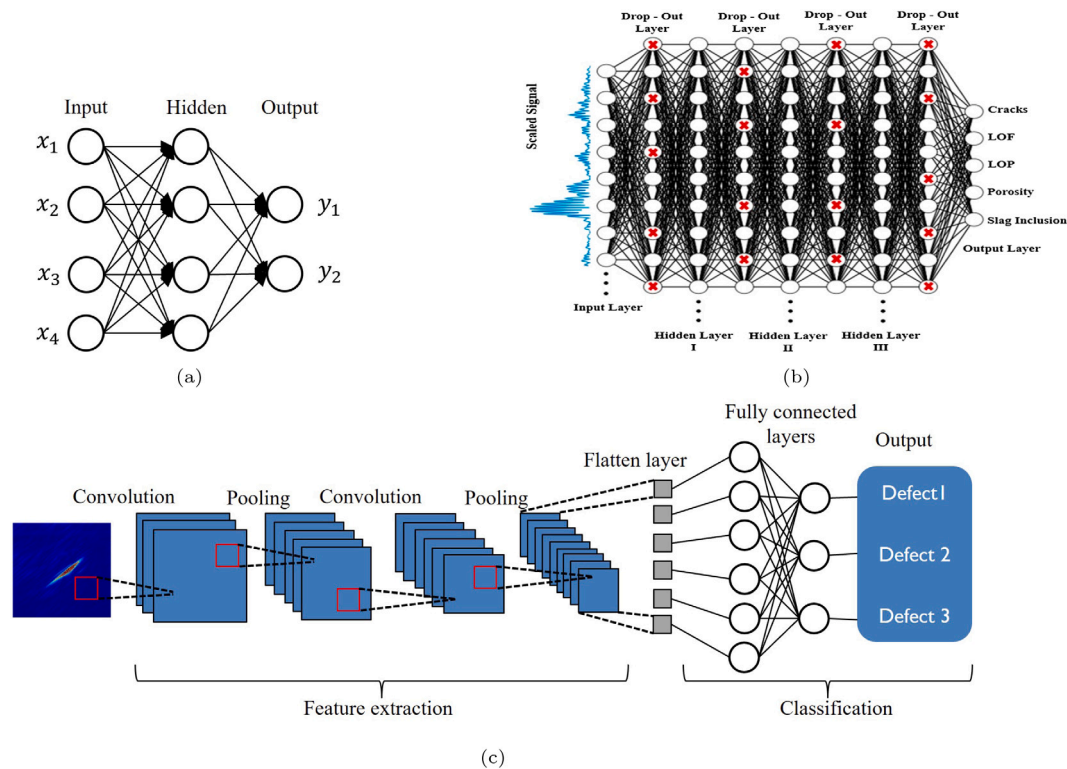 Input Hidden Output
x₁
x₂
x₃
x₄
y₁
y₂
(a)
Drop - Out Layer
Drop - Out Layer
Drop - Out Layer
Drop - Out Layer
Scaled Signal
Cracks
LOF
LOP
Porosity
Slag Inclusion
Output Layer
Input Layer
Hidden Layer I
Hidden Layer II
Hidden Layer III
(b)
Fully connected
layers
Output
Flatten layer
Convolution
Pooling
Convolution
Pooling
Defect1
Defect 2
Defect 3
Feature extraction
Classification
(c)